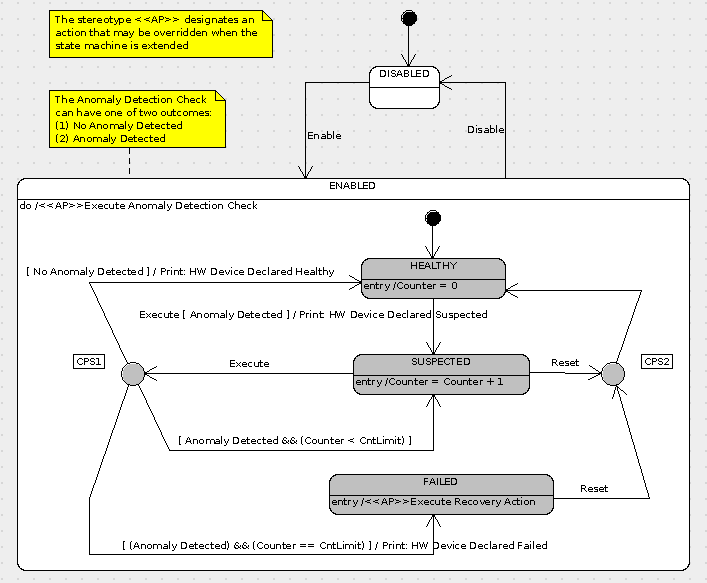 The stereotype <<AP>> designates an
action that may be overridden when the
state machine is extended
DISABLED
The Anomaly Detection Check
can have one of two outcomes:
(1) No Anomaly Detected
(2) Anomaly Detected
Enable
Disable
ENABLED
do /<<AP>>Execute Anomaly Detection Check
HEALTHY
[ No Anomaly Detected ] / Print: HW Device Declared Healthy
entry /Counter = 0
Execute [ Anomaly Detected ] / Print: HW Device Declared Suspected
CPS1
SUSPECTED
CPS2
Execute
Reset
entry /Counter = Counter + 1
[ Anomaly Detected && (Counter < CntLimit) ]
FAILED
Reset
entry /<<AP>>Execute Recovery Action
[ (Anomaly Detected) && (Counter == CntLimit) ] / Print: HW Device Declared Failed